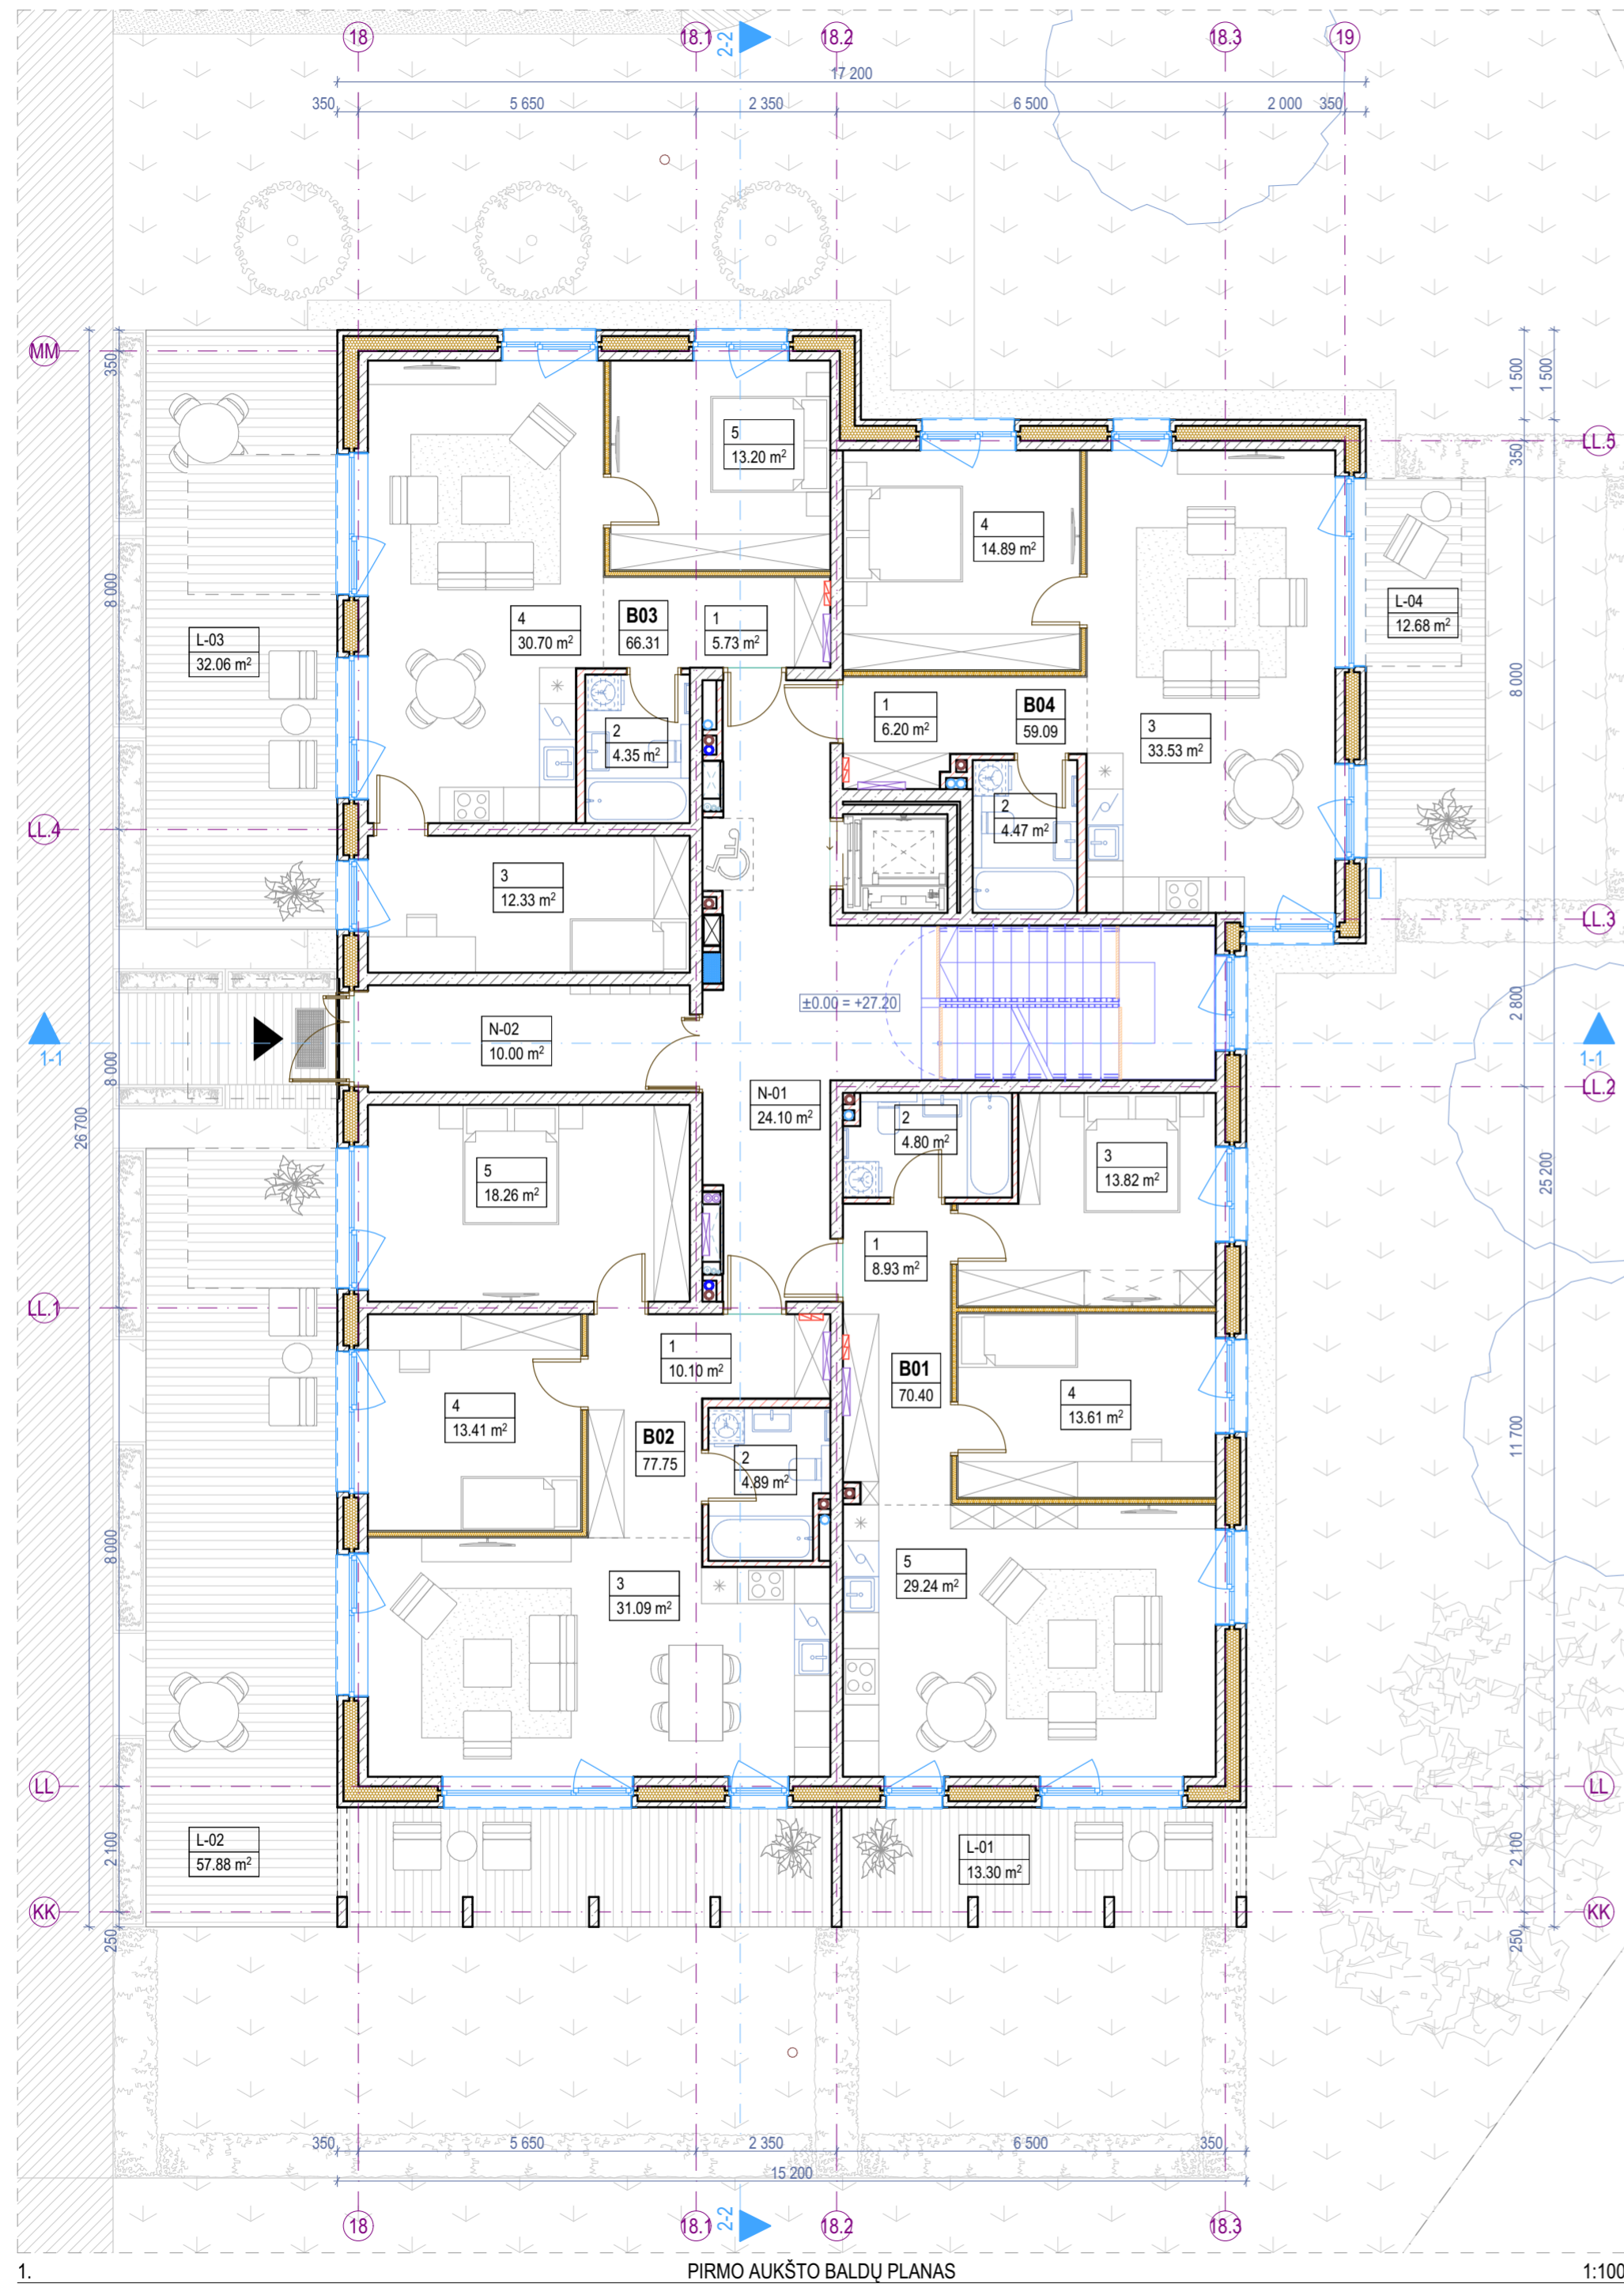 18
18.1
2-2
18.2
18.3
19
17 200
350
5 650
2 350
6 500
2 000
350
MM
350
1 500
1 500
LL.5
350
5
13.20 m²
4
14.89 m²
8 000
L-03
32.06 m²
4
30.70 m²
B03
66.31
1
5.73 m²
L-04
12.68 m²
8 000
1
6.20 m²
B04
59.09
3
33.53 m²
2
4.35 m²
2
4.47 m²
LL.4
3
12.33 m²
LL.3
±0.00 = +27.20
2 800
1-1
N-02
10.00 m²
1-1
8 000
26 700
LL.2
N-01
24.10 m²
2
4.80 m²
3
13.82 m²
5
18.26 m²
25 200
1
8.93 m²
LL.1
1
10.10 m²
B01
70.40
4
13.41 m²
4
13.61 m²
B02
77.75
2
4.89 m²
11 700
8 000
3
31.09 m²
5
29.24 m²
LL
LL
L-02
57.88 m²
L-01
13.30 m²
2 100
2 100
KK
KK
250
250
350
5 650
2 350
6 500
350
15 200
18
18.1
2-2
18.2
18.3
1.
PIRMO AUKŠTO BALDŲ PLANAS
1:100